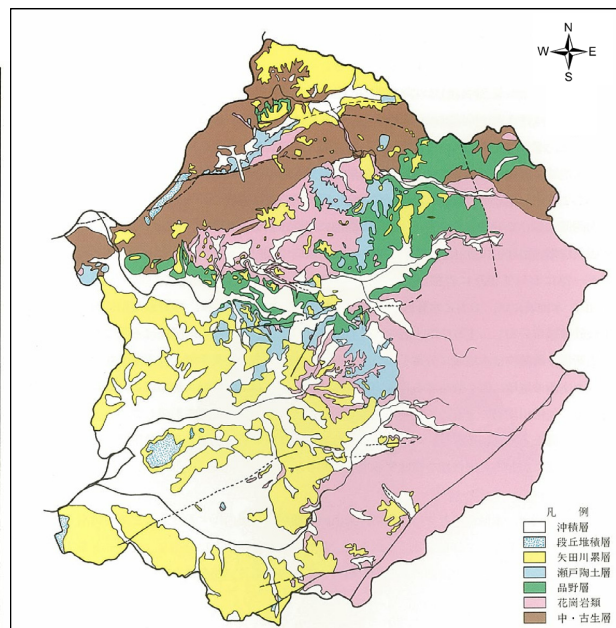 N
W E
S
凡 例
沖積層
段丘堆積層
矢田川累層
瀬戸陶土層
品野層
花崗岩類
中・古生層